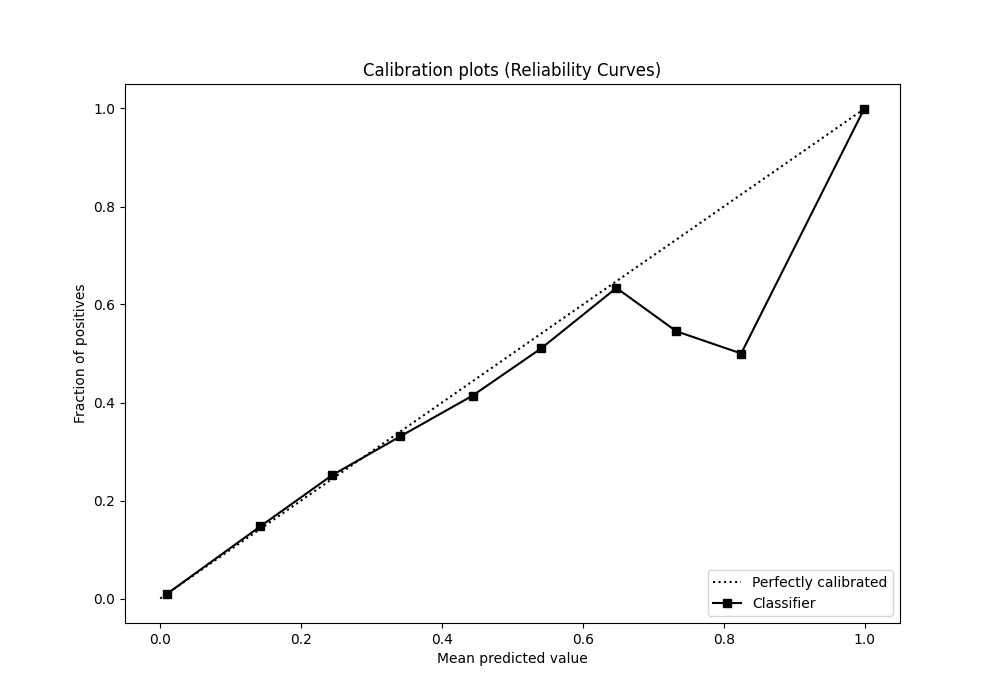 Calibration plots (Reliability Curves)
1.0
0.8
0.6
0.4
0.2
0.0
Fraction of positives
0.0 0.2 0.4 0.6 0.8 1.0
Mean predicted value
Perfectly calibrated
Classifier